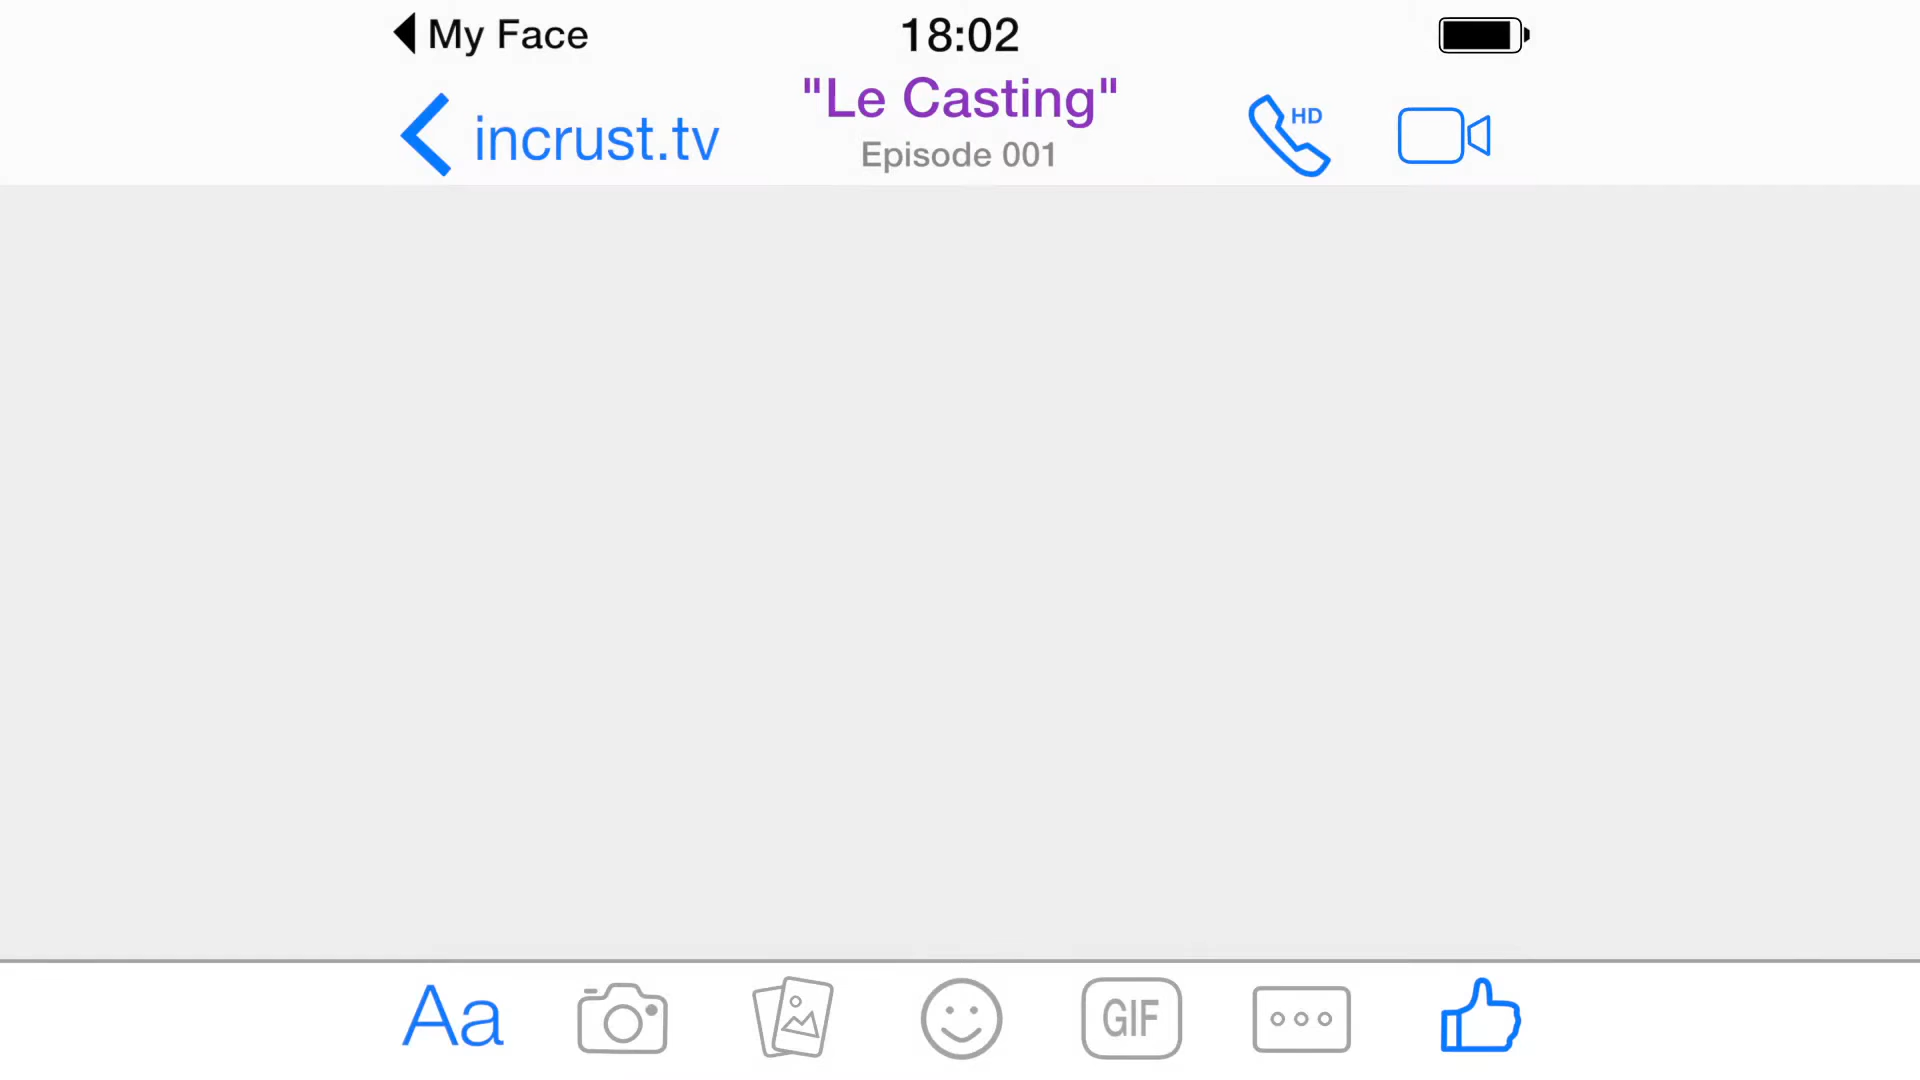 My Face
18:02
"Le Casting"
incrust.tv
HD
Episode 001
Aa
GIF